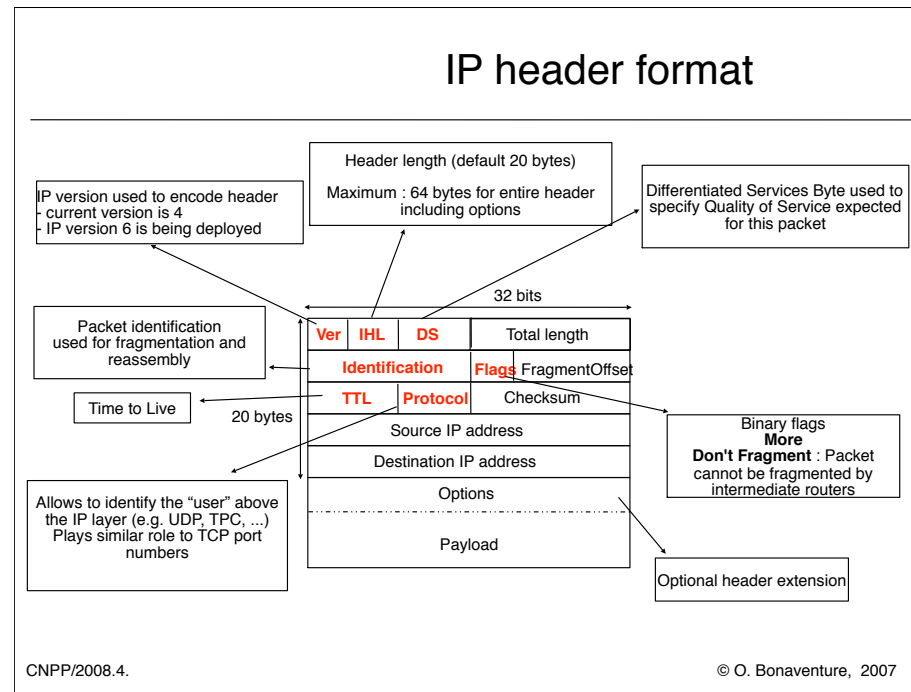 IP header format
Header length (default 20 bytes)
Maximum : 64 bytes for entire header
including options
IP version used to encode header
- current version is 4
- IP version 6 is being deployed
Differentiated Services Byte used to
specify Quality of Service expected
for this packet
32 bits
Packet identification
used for fragmentation and
reassembly
Time to Live
20 bytes
Ver IHL DS Total length
Identification Flags FragmentOffset
TTL Protocol Checksum
Source IP address
Destination IP address
Options
Payload
Binary flags
More
Don't Fragment : Packet
cannot be fragmented by
intermediate routers
Allows to identify the “user” above
the IP layer (e.g. UDP, TPC, ...)
Plays similar role to TCP port
numbers
Optional header extension
CNPP/2008.4.
© O. Bonaventure, 2007